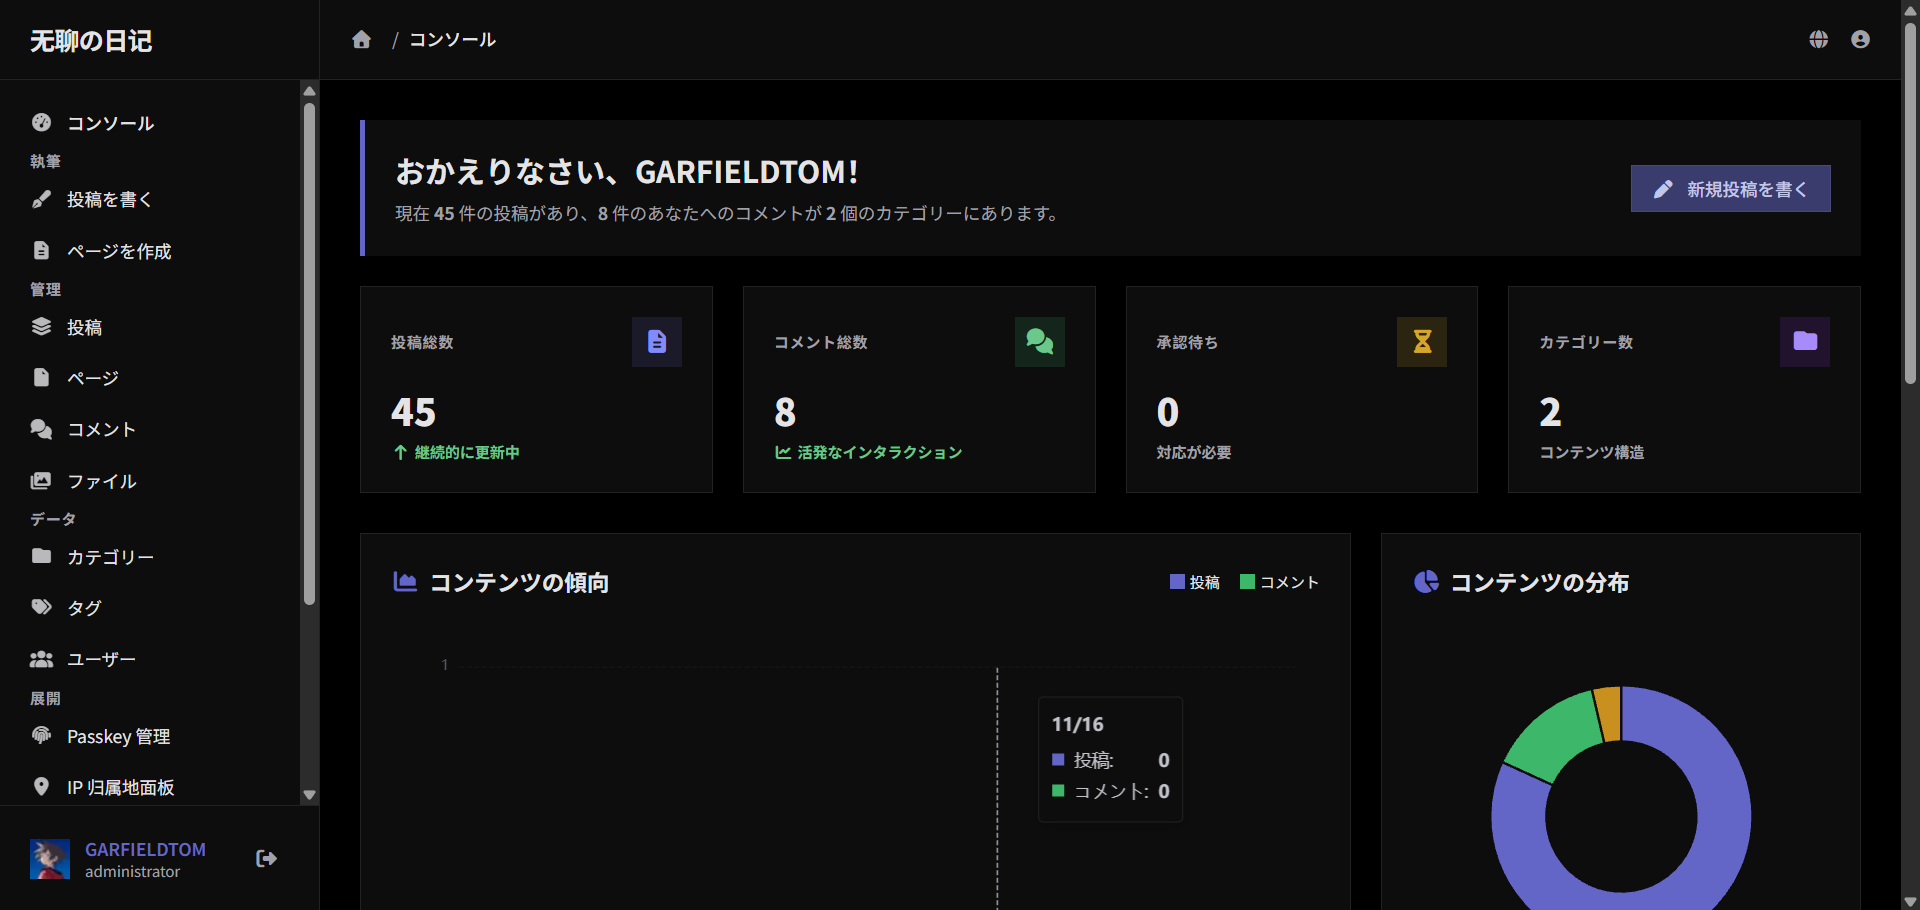 无聊の日记
/ コンソール
コンソール
執筆
投稿を書く
ページを作成
管理
投稿
ページ
コメント
ファイル
データ
カテゴリー
タグ
ユーザー
展開
Passkey 管理
IP 归属地面板
GARFIELDTOM
administrator
おかえりなさい、GARFIELDTOM!
現在 45 件の投稿があり、8 件のあなたへのコメントが 2 個のカテゴリーにあります。
新規投稿を書く
投稿総数
45
継続的に更新中
コメント総数
8
活発なインタラクション
承認待ち
0
対応が必要
カテゴリー数
2
コンテンツ構造
コンテンツの傾向
投稿 コメント
1
11/16
投稿: 0
コメント: 0
コンテンツの分布